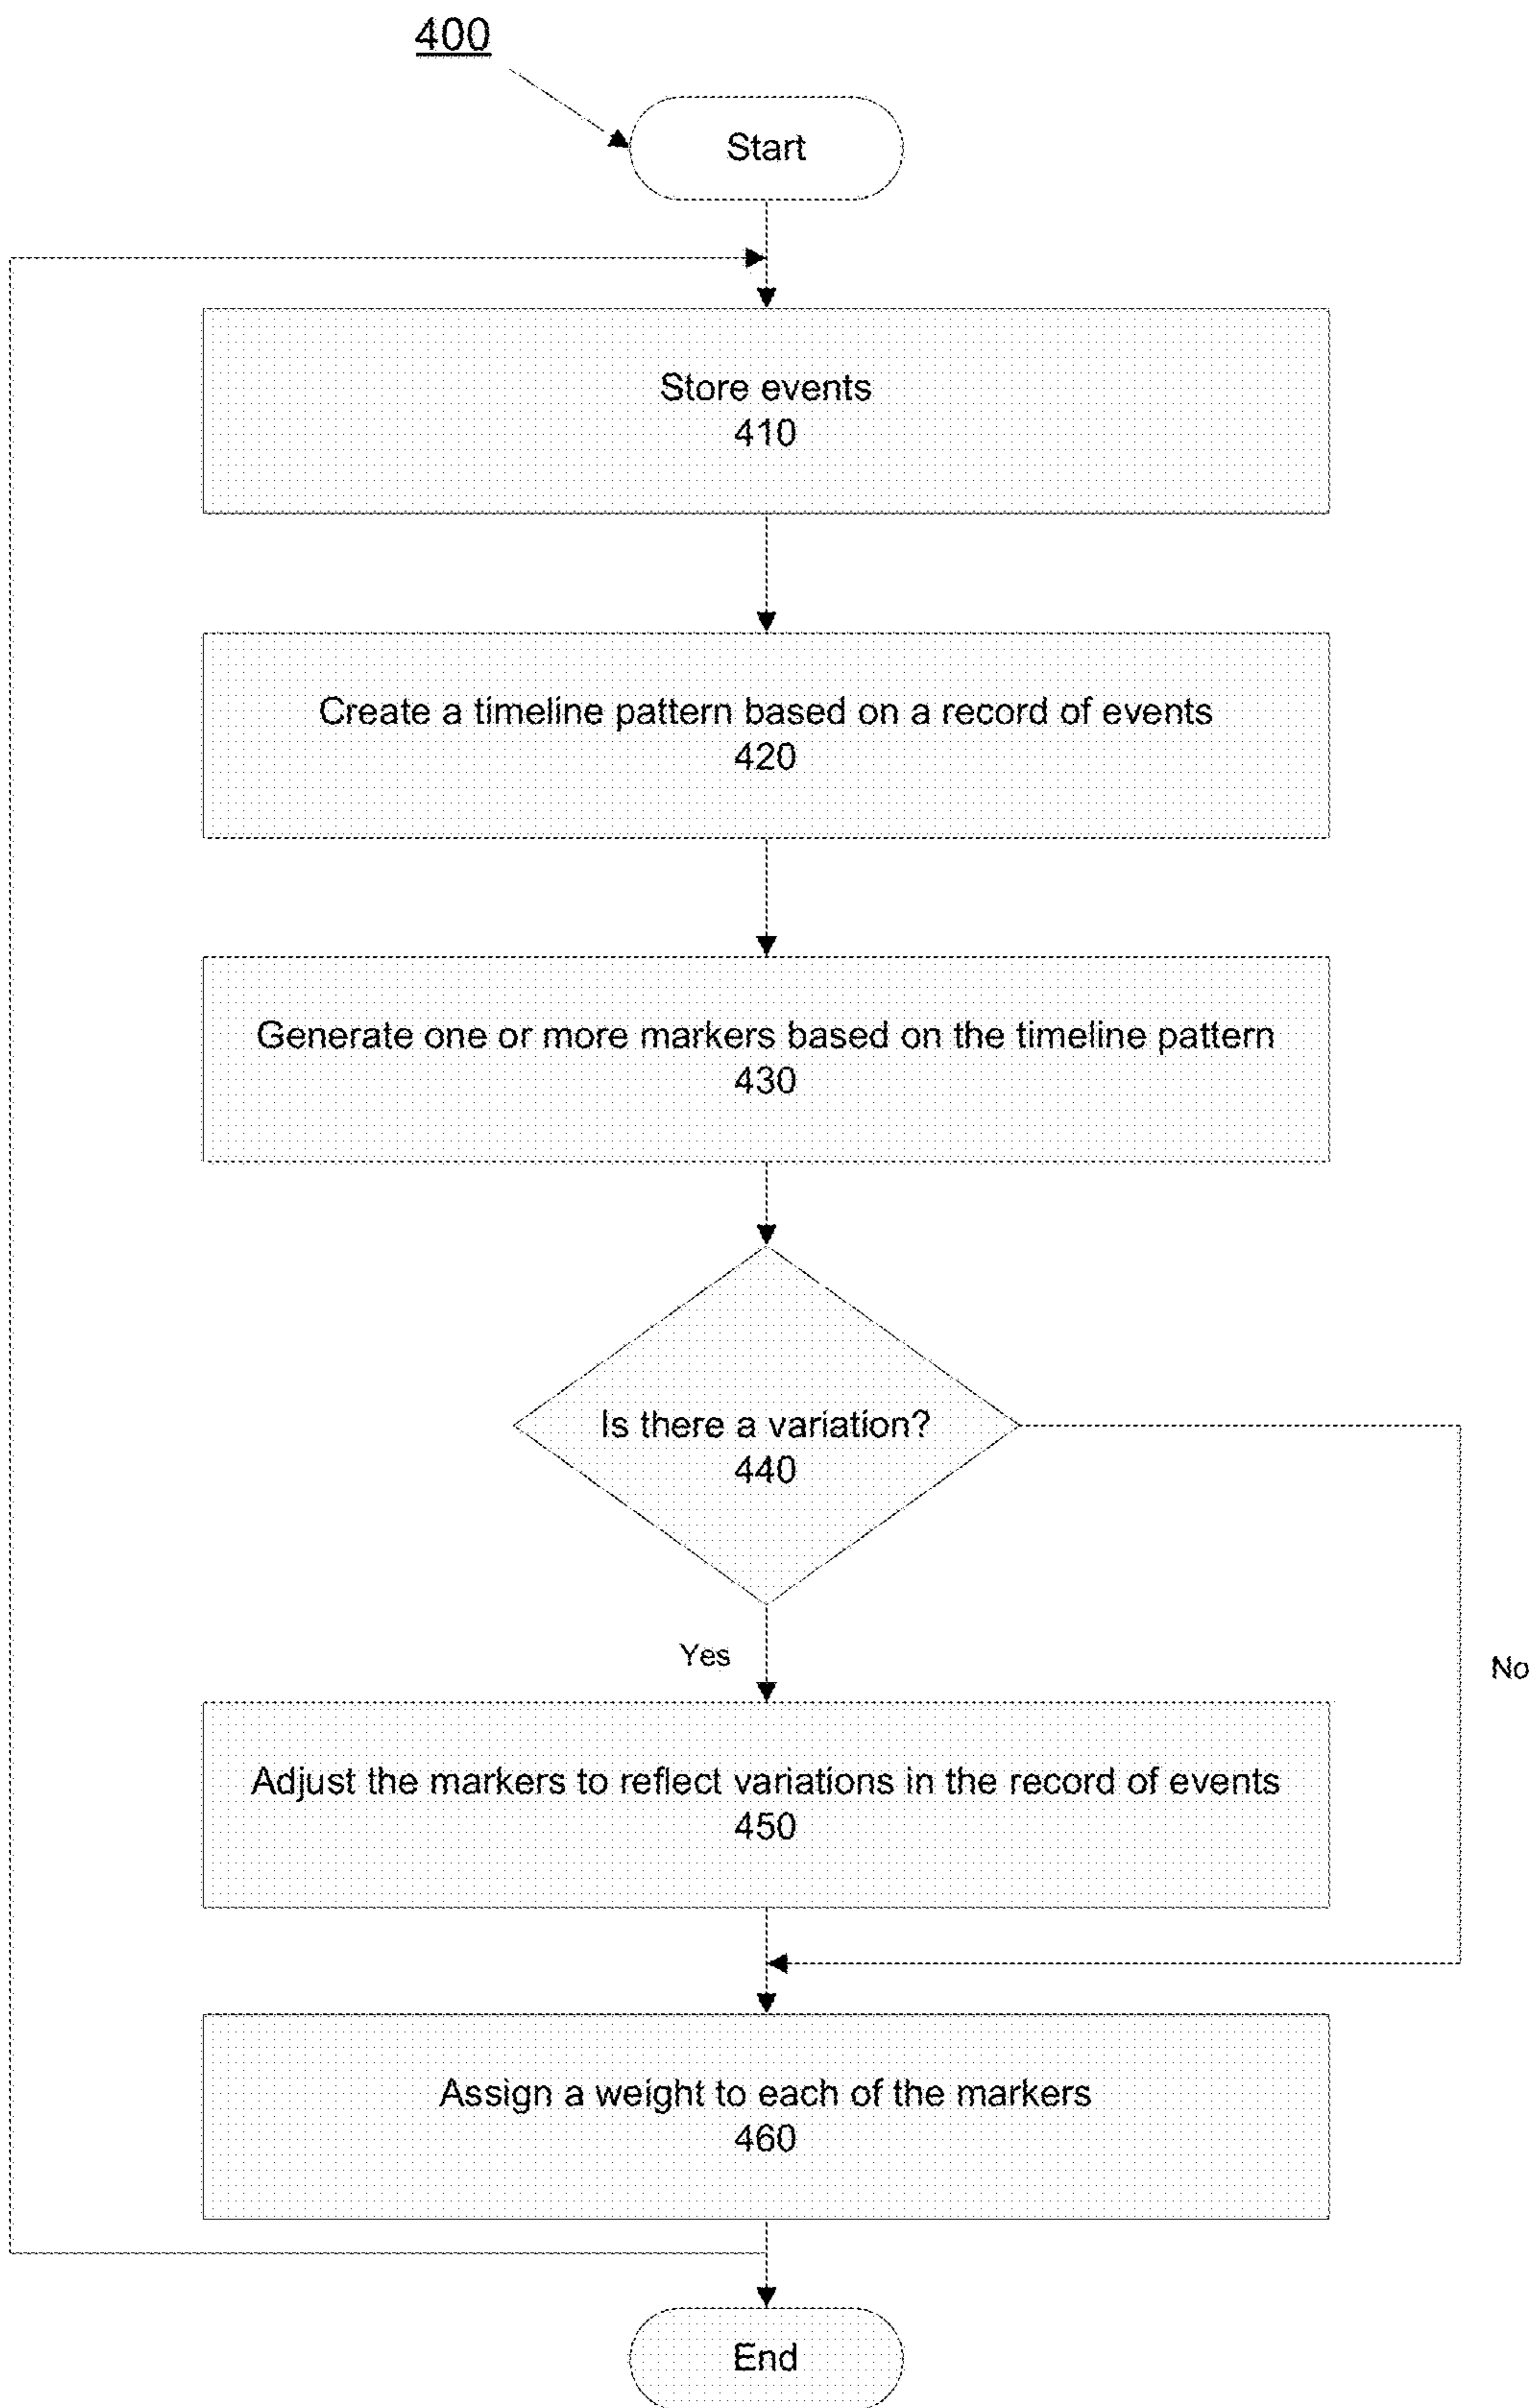 400
Start
Store events
410
Create a timeline pattern based on a record of events
420
Generate one or more markers based on the timeline pattern
430
Is there a variation?
440
Yes
No
Adjust the markers to reflect variations in the record of events
450
Assign a weight to each of the markers
460
End